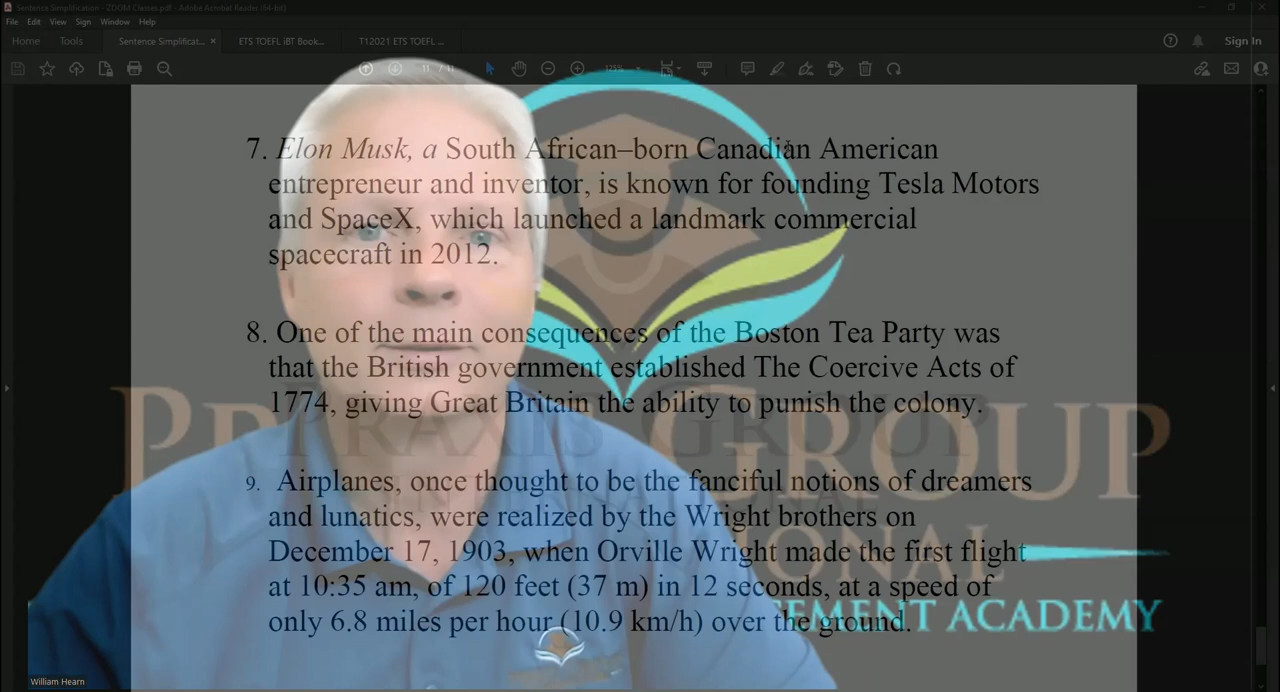 Sentence Simplification - ZOOM Classes.pdf - Adobe Acrobat Reader (64-bit)
File Edit View Sign Window Help
Home Tools Sentence Simplificat... × ETS TOEFL iBT Book... T12021 ETS TOEFL ... Sign In
11 / 11 125%
7. Elon Musk, a South African–born Canadian American
entrepreneur and inventor, is known for founding Tesla Motors
and SpaceX, which launched a landmark commercial
spacecraft in 2012.
8. One of the main consequences of the Boston Tea Party was
that the British government established The Coercive Acts of
1774, giving Great Britain the ability to punish the colony.
PRAXIS GROUP
9. Airplanes, once thought to be the fanciful notions of dreamers
and lunatics, were realized by the Wright brothers on
December 17, 1903, when Orville Wright made the first flight
at 10:35 am, of 120 feet (37 m) in 12 seconds, at a speed of
only 6.8 miles per hour (10.9 km/h) over the ground.
EMENT ACADEMY
William Hearn